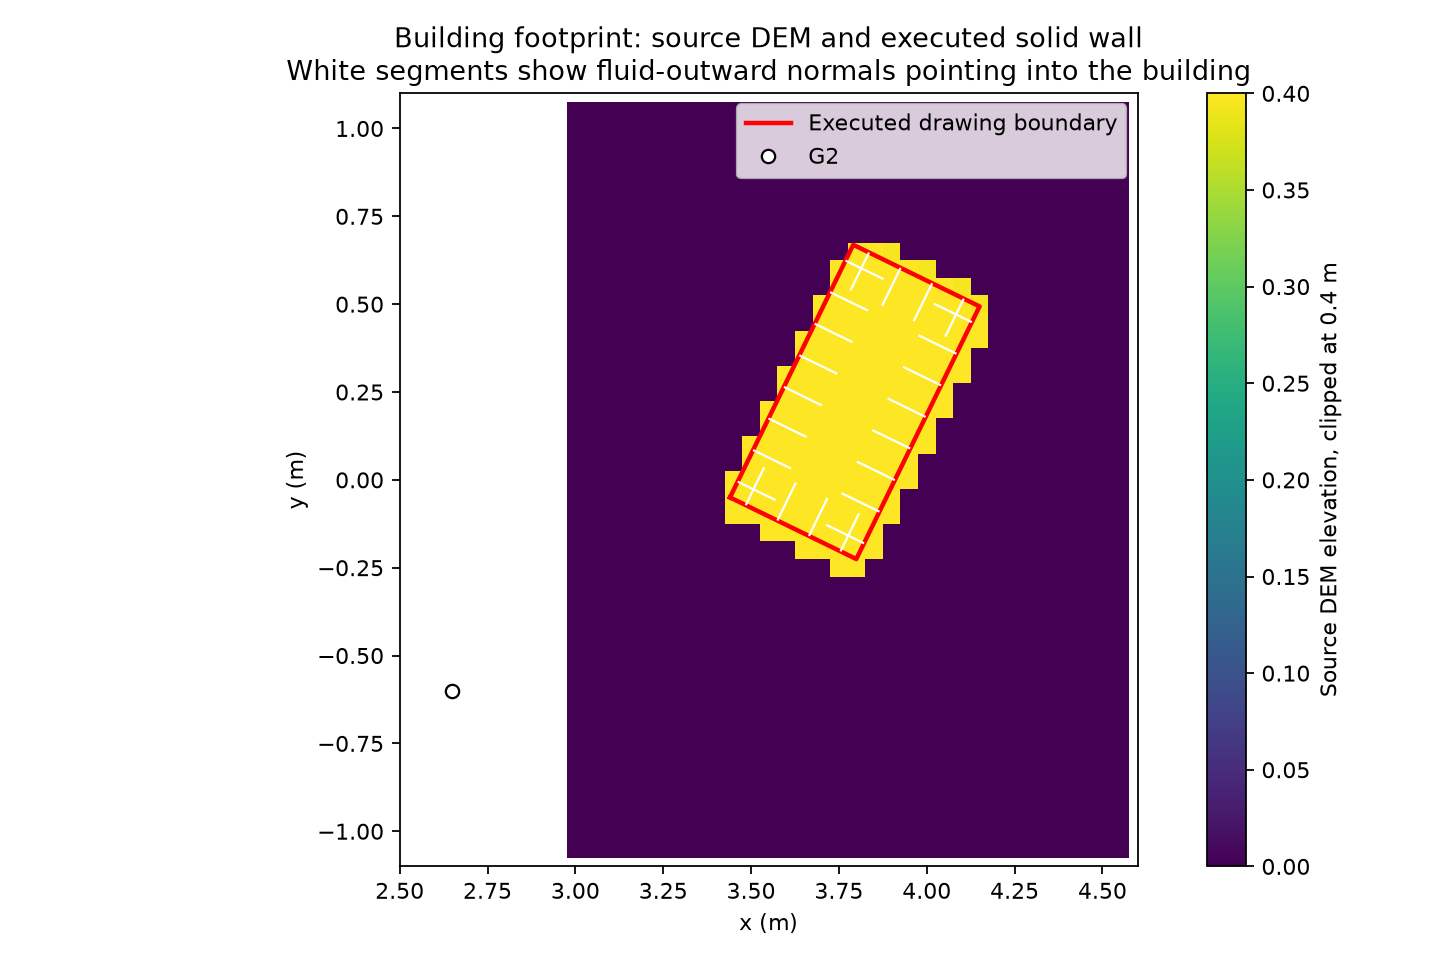 Building footprint: source DEM and executed solid wall
White segments show fluid-outward normals pointing into the building
Executed drawing boundary
G2
1.00
0.75
0.50
0.25
0.00
−0.25
−0.50
−0.75
−1.00
y (m)
2.50 2.75 3.00 3.25 3.50 3.75 4.00 4.25 4.50
x (m)
0.40
0.35
0.30
0.25
0.20
0.15
0.10
0.05
0.00
Source DEM elevation, clipped at 0.4 m